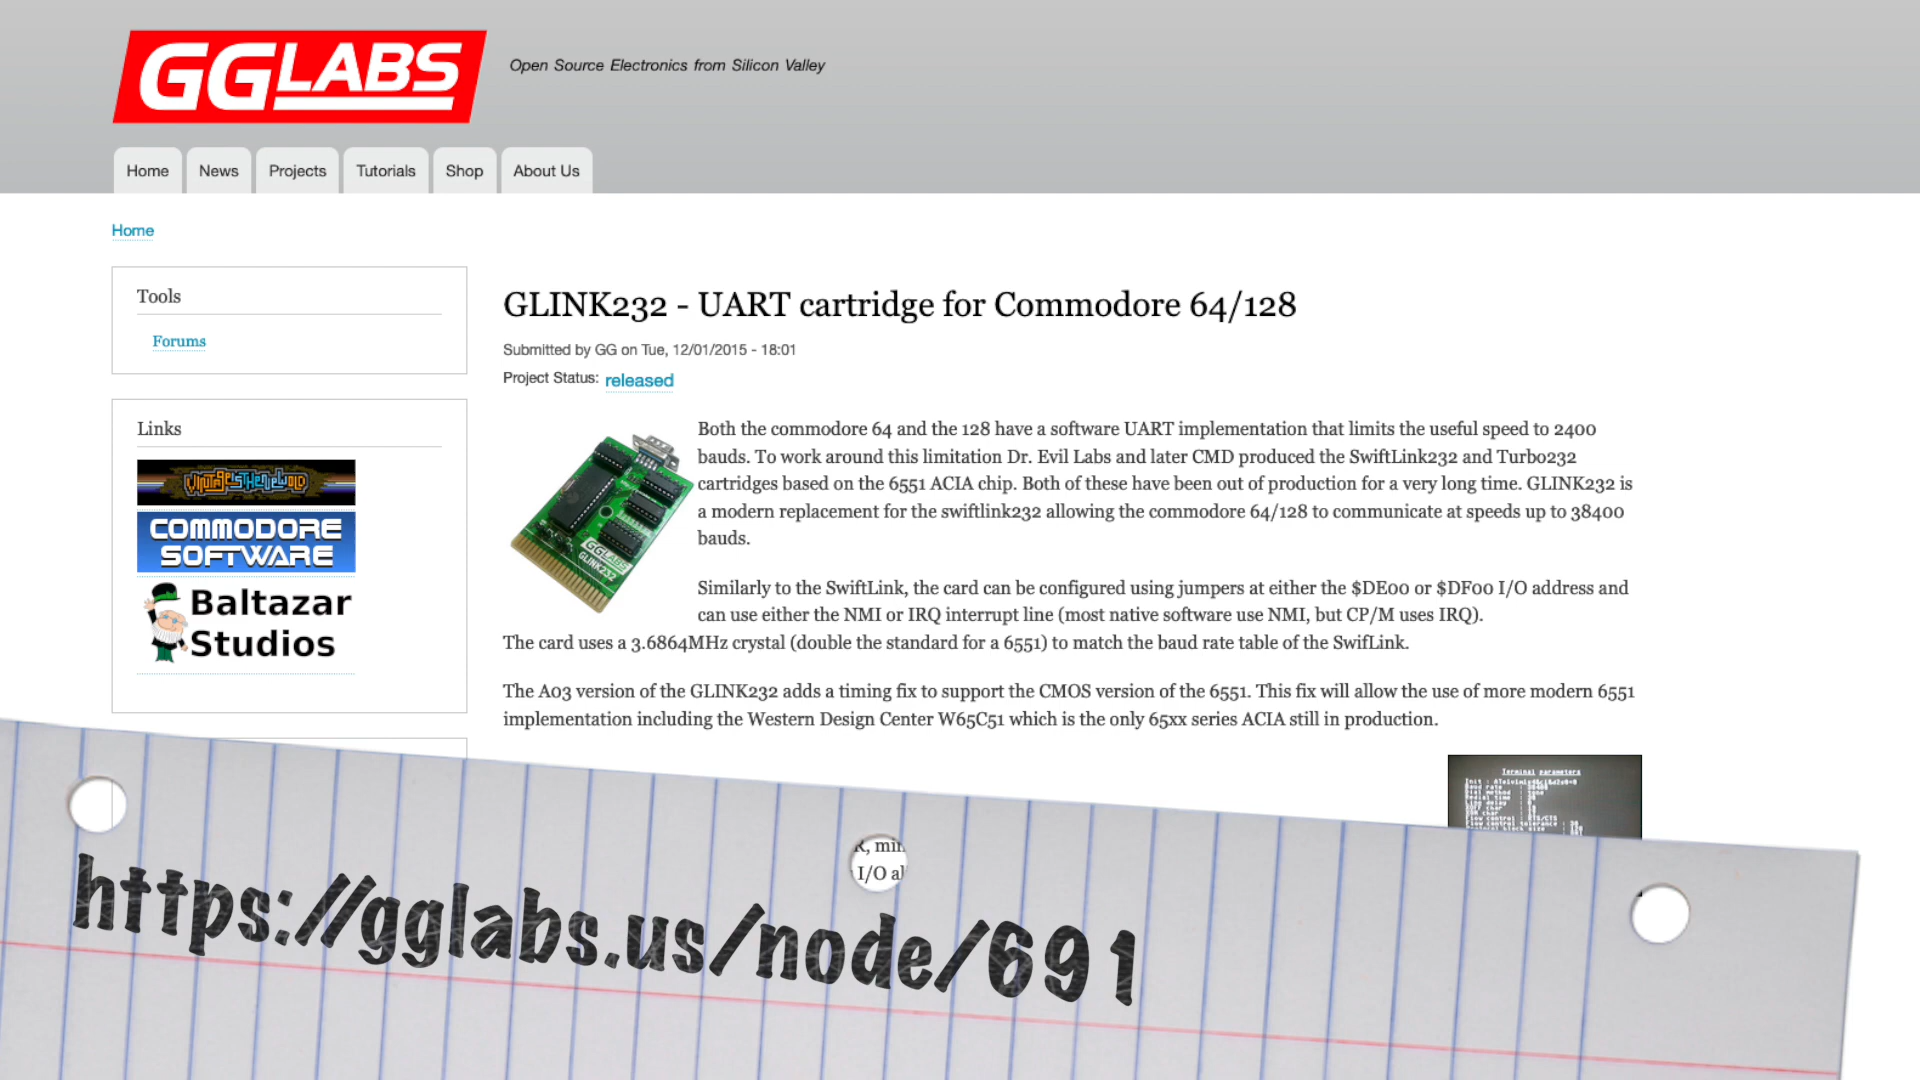 GGLABS
Open Source Electronics from Silicon Valley
Home
News
Projects
Tutorials
Shop
About Us
Home
Tools
Forums
Links
COMMODORE
SOFTWARE
Baltazar
Studios
GLINK232 - UART cartridge for Commodore 64/128
Submitted by GG on Tue, 12/01/2015 - 18:01
Project Status: released
Both the commodore 64 and the 128 have a software UART implementation that limits the useful speed to 2400
bauds. To work around this limitation Dr. Evil Labs and later CMD produced the SwiftLink232 and Turbo232
cartridges based on the 6551 ACIA chip. Both of these have been out of production for a very long time. GLINK232 is
a modern replacement for the swiftlink232 allowing the commodore 64/128 to communicate at speeds up to 38400
bauds.
Similarly to the SwiftLink, the card can be configured using jumpers at either the $DE00 or $DF00 I/O address and
can use either the NMI or IRQ interrupt line (most native software use NMI, but CP/M uses IRQ).
The card uses a 3.6864MHz crystal (double the standard for a 6551) to match the baud rate table of the SwifLink.
The A03 version of the GLINK232 adds a timing fix to support the CMOS version of the 6551. This fix will allow the use of more modern 6551
implementation including the Western Design Center W65C51 which is the only 65xx series ACIA still in production.
GGLABS
GLINK232
Terminal parameters
I/O
https://gglabs.us/node/691